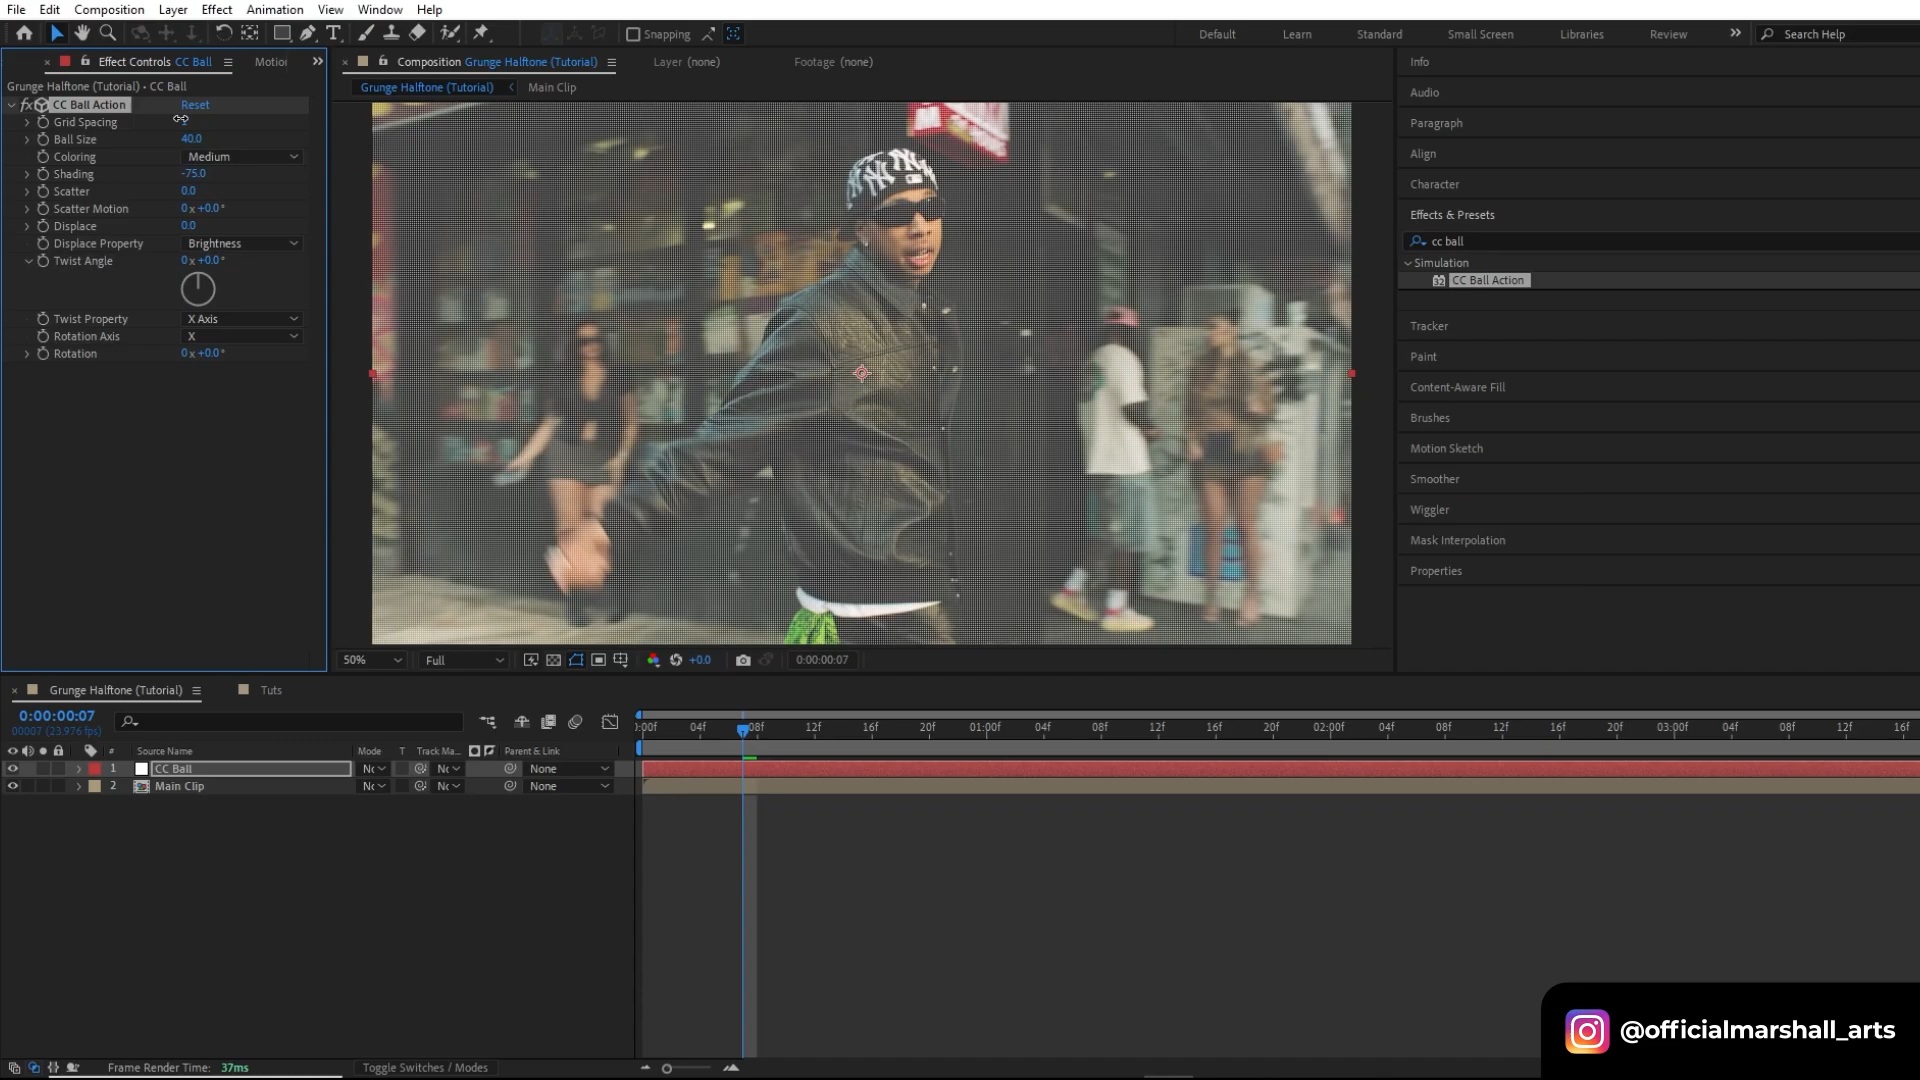 File Edit Composition Layer Effect Animation View Window Help
Snapping Default Learn Standard Small Screen Libraries Review Search Help
Effect Controls CC Ball Motio
Grunge Halftone (Tutorial) • CC Ball
fx CC Ball Action Reset
Grid Spacing
Ball Size 40.0
Coloring Medium
Shading -75.0
Scatter 0.0
Scatter Motion 0 x +0.0°
Displace 0.0
Displace Property Brightness
Twist Angle 0 x +0.0°
Twist Property X Axis
Rotation Axis X
Rotation 0 x +0.0°
Composition Grunge Halftone (Tutorial) Layer (none) Footage (none)
Grunge Halftone (Tutorial) Main Clip
50% Full +0.0 0:00:00:07
Info
Audio
Paragraph
Align
Character
Effects & Presets
cc ball
Simulation
32 CC Ball Action
Tracker
Paint
Content-Aware Fill
Brushes
Motion Sketch
Smoother
Wiggler
Mask Interpolation
Properties
Grunge Halftone (Tutorial) Tuts
0:00:00:07
00007 (23.976 fps)
# Source Name Mode T Track Ma... Parent & Link
1 CC Ball None
2 Main Clip None
:00f 04f 08f 12f 16f 20f 01:00f 04f 08f 12f 16f 20f 02:00f 04f 08f 12f 16f 20f 03:00f 04f 08f 12f 16f
Frame Render Time: 37ms Toggle Switches / Modes
@officialmarshall_arts